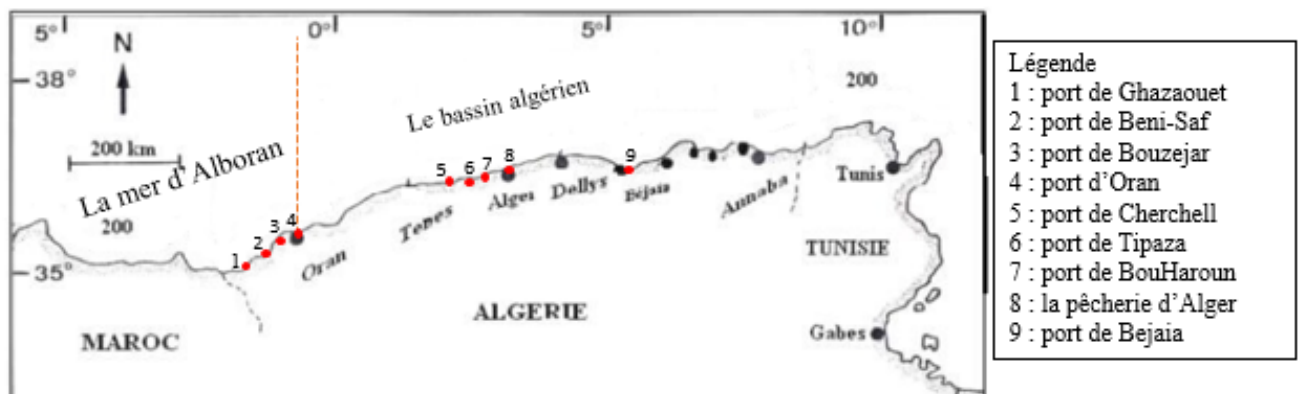 5° 0° 5° 10°
N
38°
200
Le bassin algérien
200 km
La mer d'Alboran
200
1 2 3 4 5 6 7 8 9
Tenes Alger Dellys Béjaia Annaba Tunis
Oran
35°
TUNISIE
MAROC
ALGERIE
Gabes
Légende
1 : port de Ghazaouet
2 : port de Beni-Saf
3 : port de Bouzejar
4 : port d'Oran
5 : port de Cherchell
6 : port de Tipaza
7 : port de BouHaroun
8 : la pêcherie d'Alger
9 : port de Bejaia